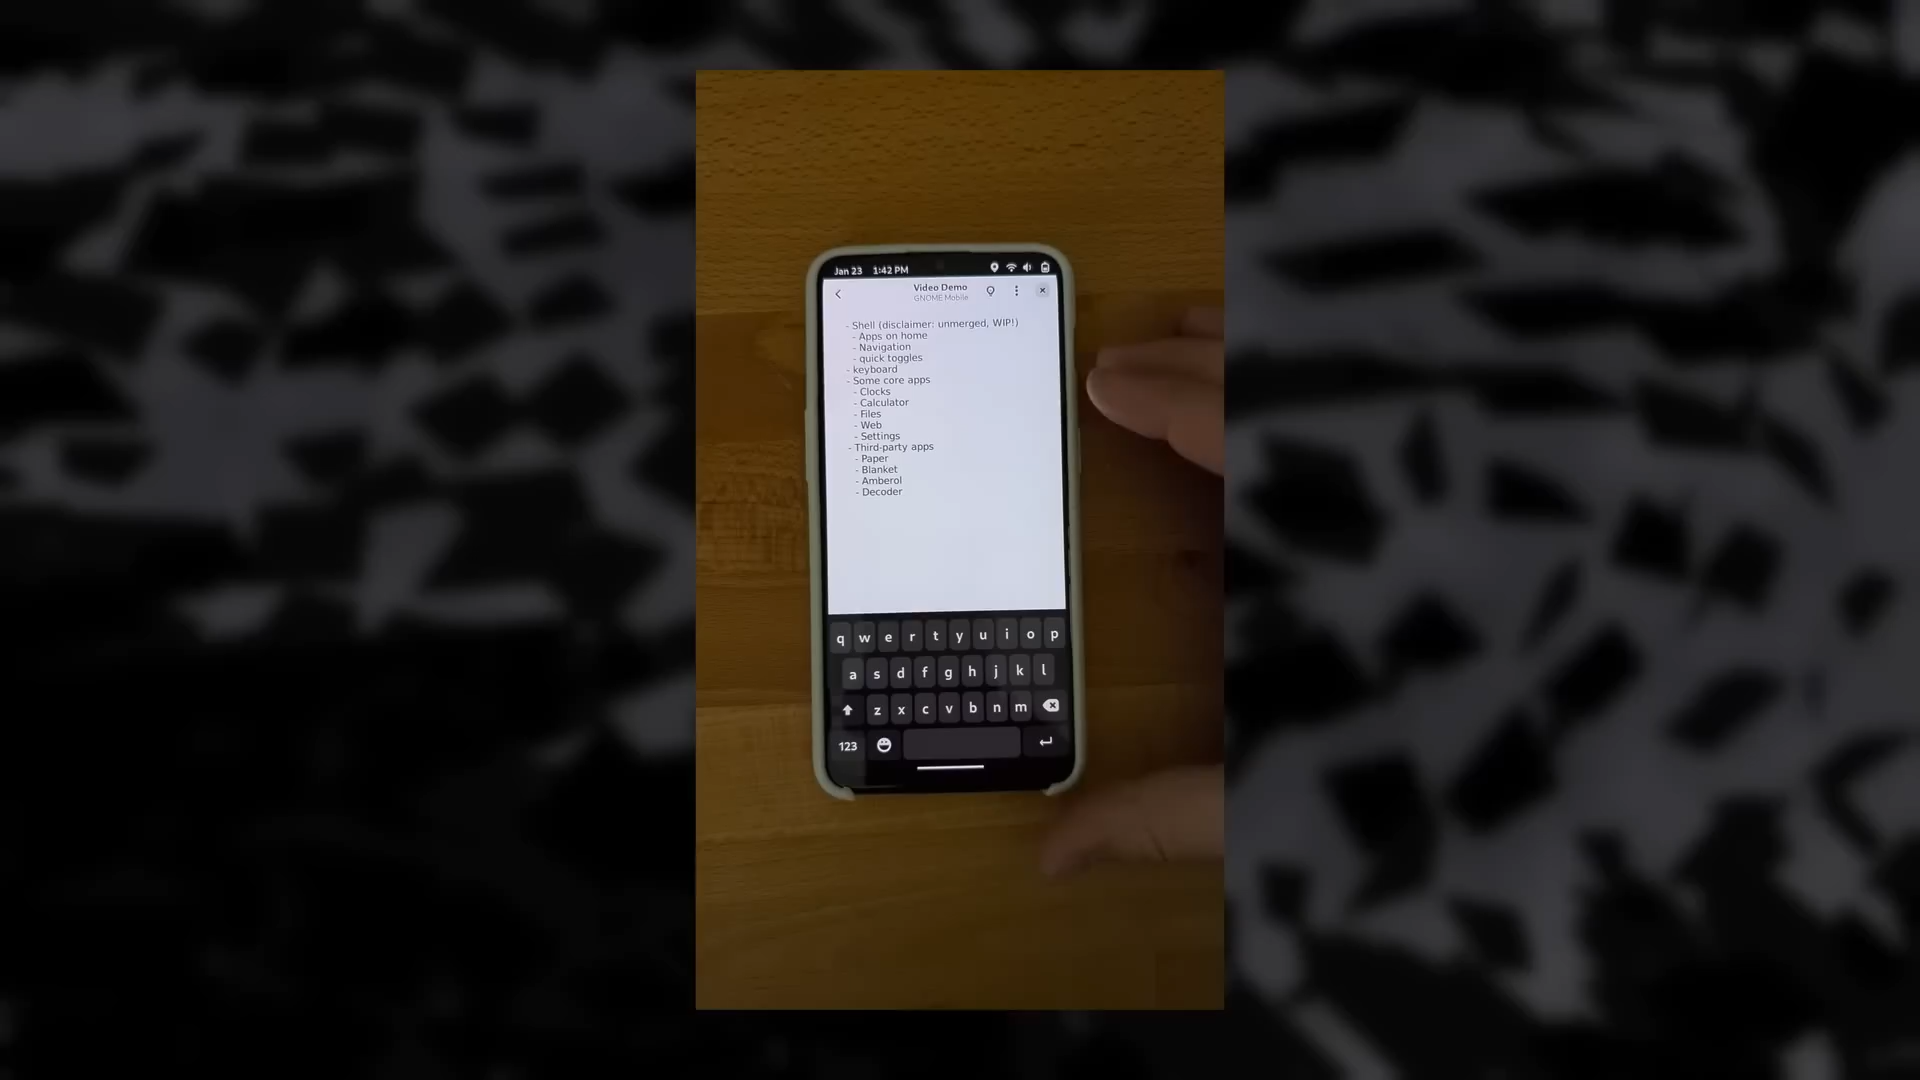 Jan 23 1:42 PM
Video Demo
GNOME Mobile
- Shell (disclaimer: unmerged, WIP!)
- Apps on home
- Navigation
- quick toggles
- keyboard
- Some core apps
- Clocks
- Calculator
- Files
- Web
- Settings
- Third-party apps
- Paper
- Blanket
- Amberol
- Decoder
q w e r t y u i o p
a s d f g h j k l
z x c v b n m
123